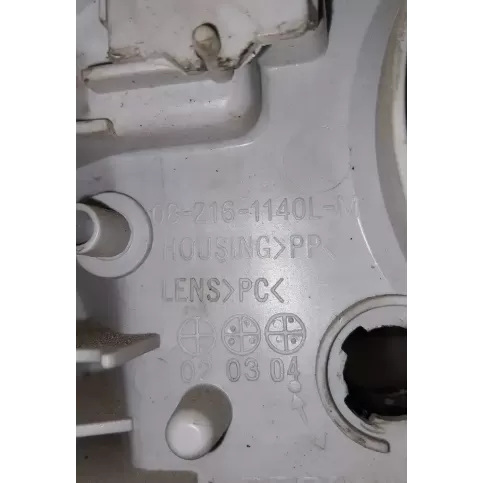 -216-1140L-M
HOUSING>PP<
LENS>PC<
02 03 04